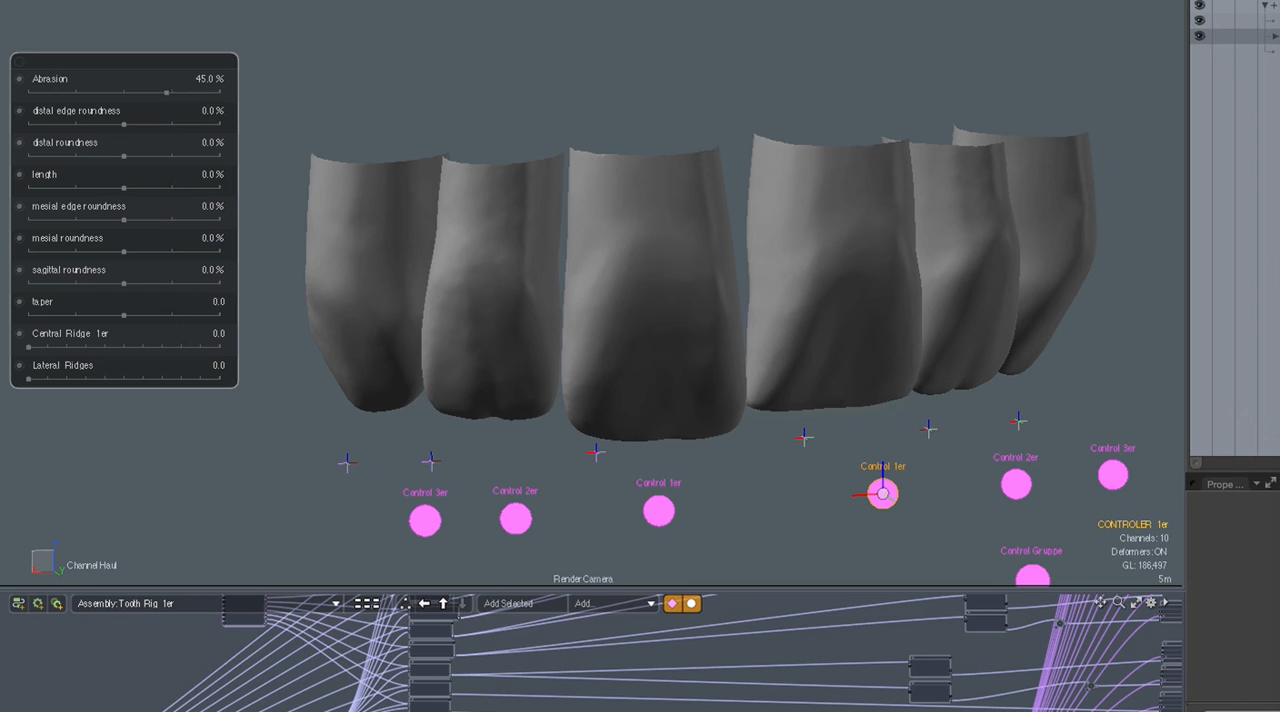 Abrasion 45.0 %
distal edge roundness 0.0 %
distal roundness 0.0 %
length 0.0 %
mesial edge roundness 0.0 %
mesial roundness 0.0 %
sagittal roundness 0.0 %
taper 0.0
Central Ridge 1er 0.0
Lateral Ridges 0.0
Control 3er
Control 2er
Control 1er
Control 1er
Control 2er
Control 3er
Control Gruppe
CONTROLER 1er
Channels: 10
Deformers: ON
GL: 186,497
5m
Channel Haul
Render Camera
Prope ...
Assembly: Tooth Rig 1er
Add Selected
Add...